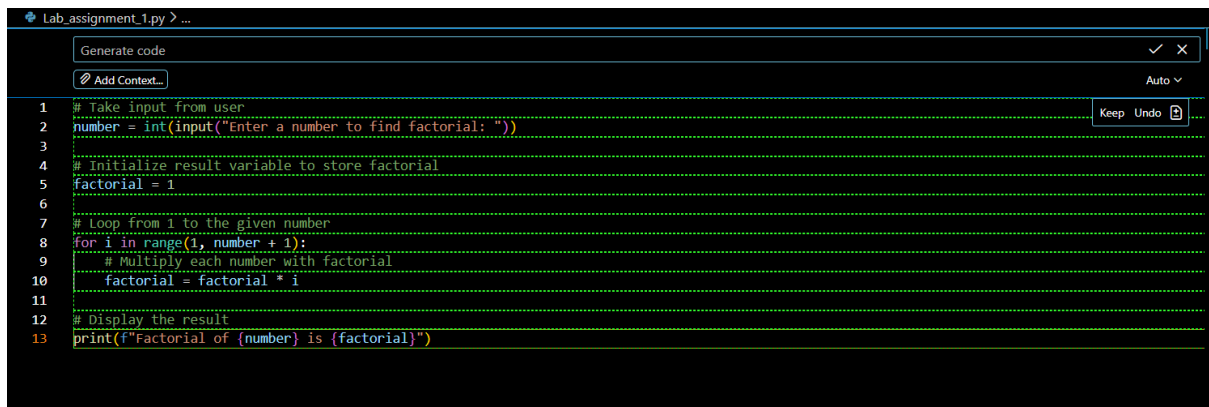 Lab_assignment_1.py > ...
Generate code
Add Context...
Auto
Keep Undo
1 # Take input from user
2 number = int(input("Enter a number to find factorial: "))
3
4 # Initialize result variable to store factorial
5 factorial = 1
6
7 # Loop from 1 to the given number
8 for i in range(1, number + 1):
9     # Multiply each number with factorial
10     factorial = factorial * i
11
12 # Display the result
13 print(f"Factorial of {number} is {factorial}")